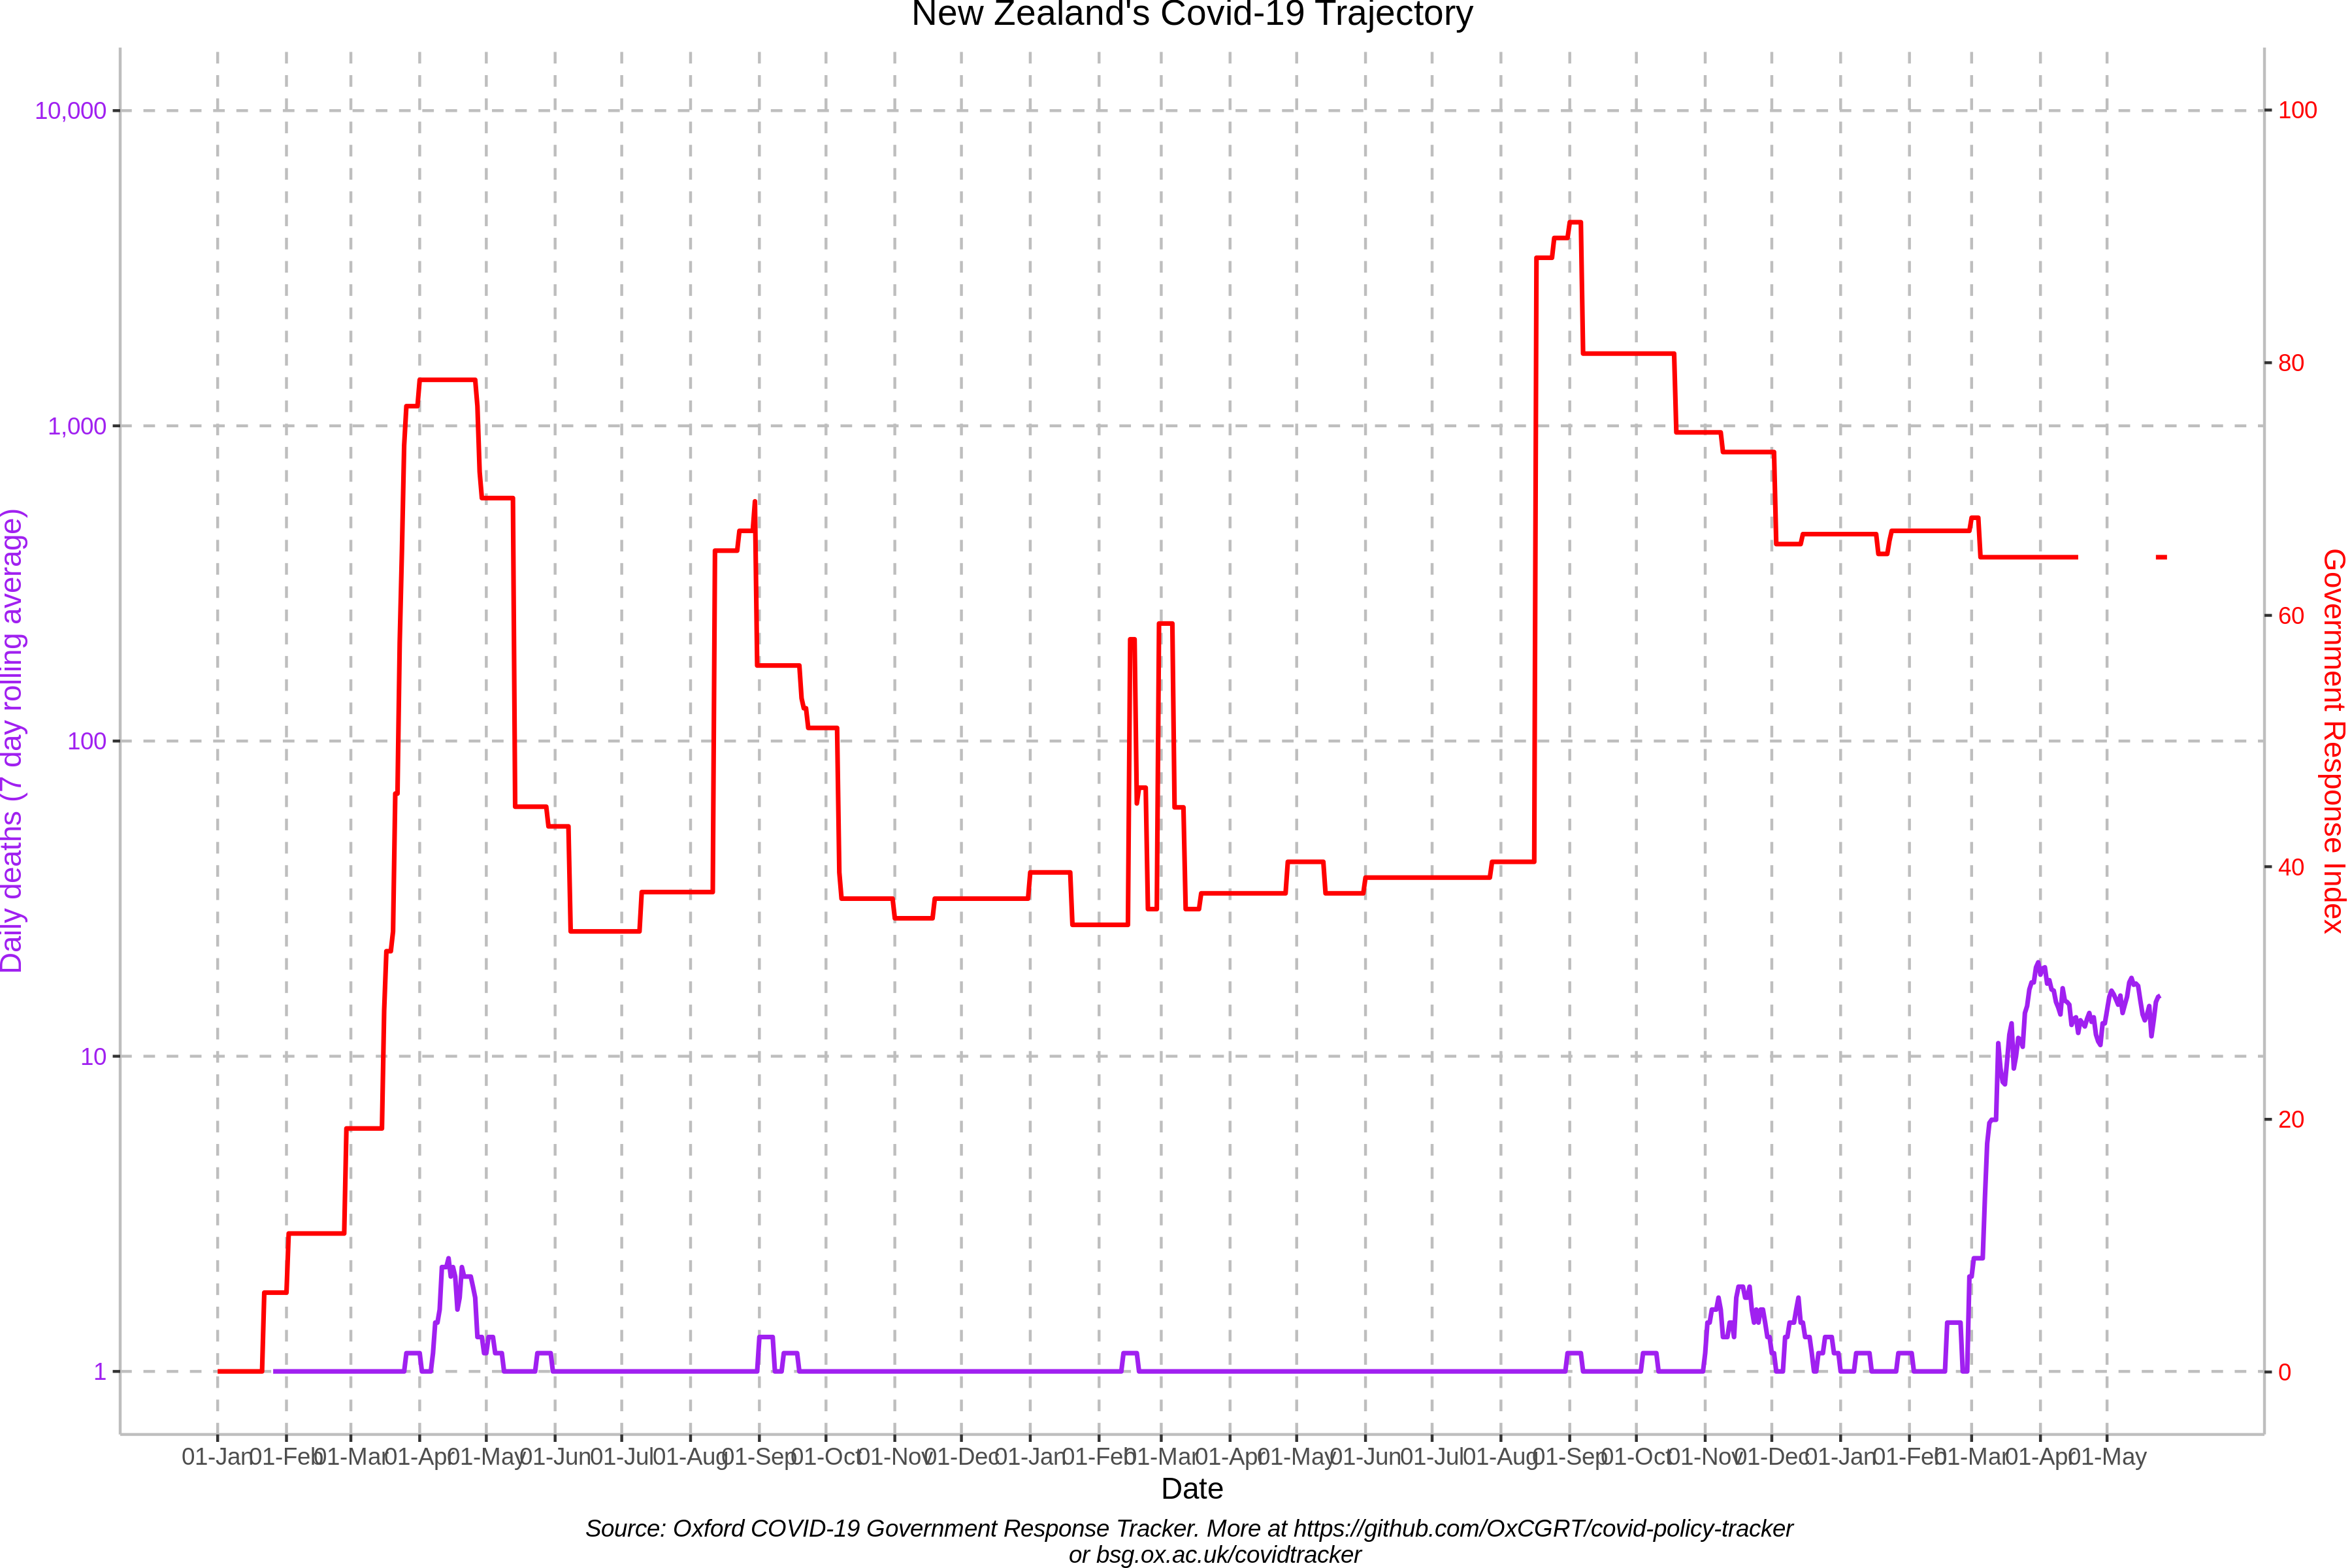 New Zealand's Covid-19 Trajectory
10,000
1,000
100
10
1
Daily deaths (7 day rolling average)
100
80
60
40
20
0
Government Response Index
01-Jan 01-Feb 01-Mar 01-Apr 01-May 01-Jun 01-Jul 01-Aug 01-Sep 01-Oct 01-Nov 01-Dec 01-Jan 01-Feb 01-Mar 01-Apr 01-May 01-Jun 01-Jul 01-Aug 01-Sep 01-Oct 01-Nov 01-Dec 01-Jan 01-Feb 01-Mar 01-Apr 01-May
Date
Source: Oxford COVID-19 Government Response Tracker. More at https://github.com/OxCGRT/covid-policy-tracker
or bsg.ox.ac.uk/covidtracker